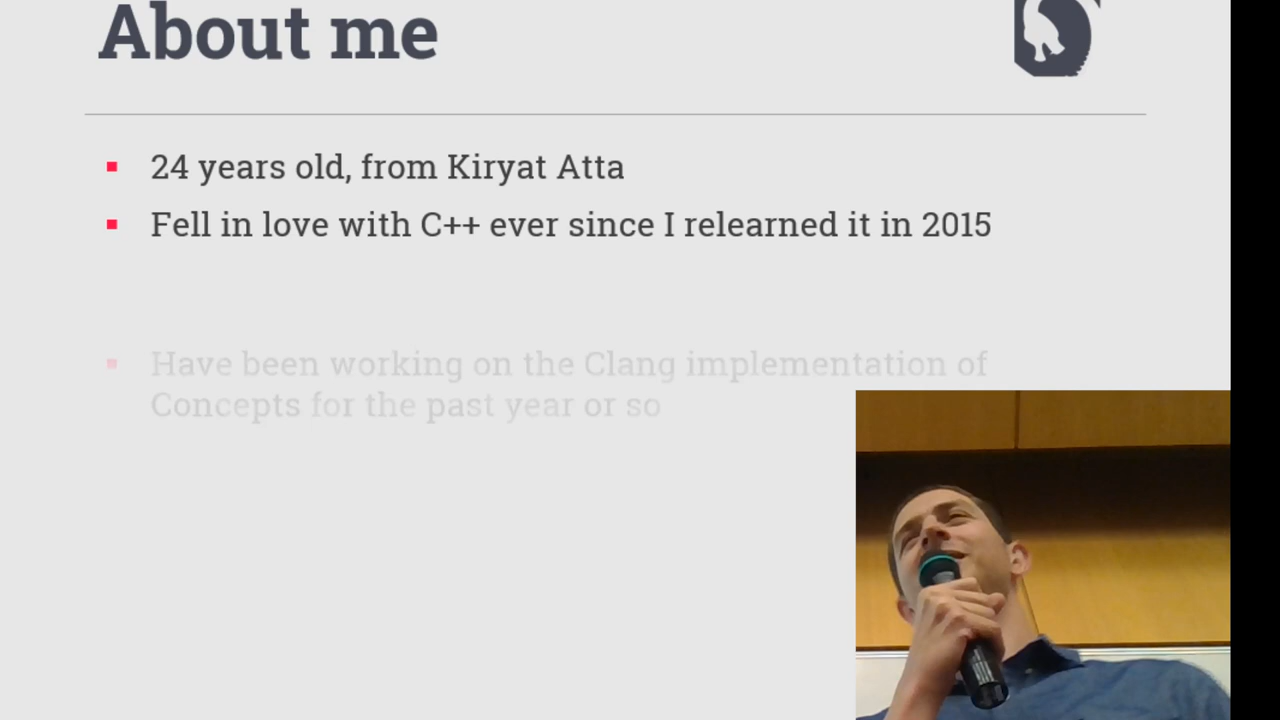 About me
24 years old, from Kiryat Atta
Fell in love with C++ ever since I relearned it in 2015
Have been working on the Clang implementation of
Concepts for the past year or so